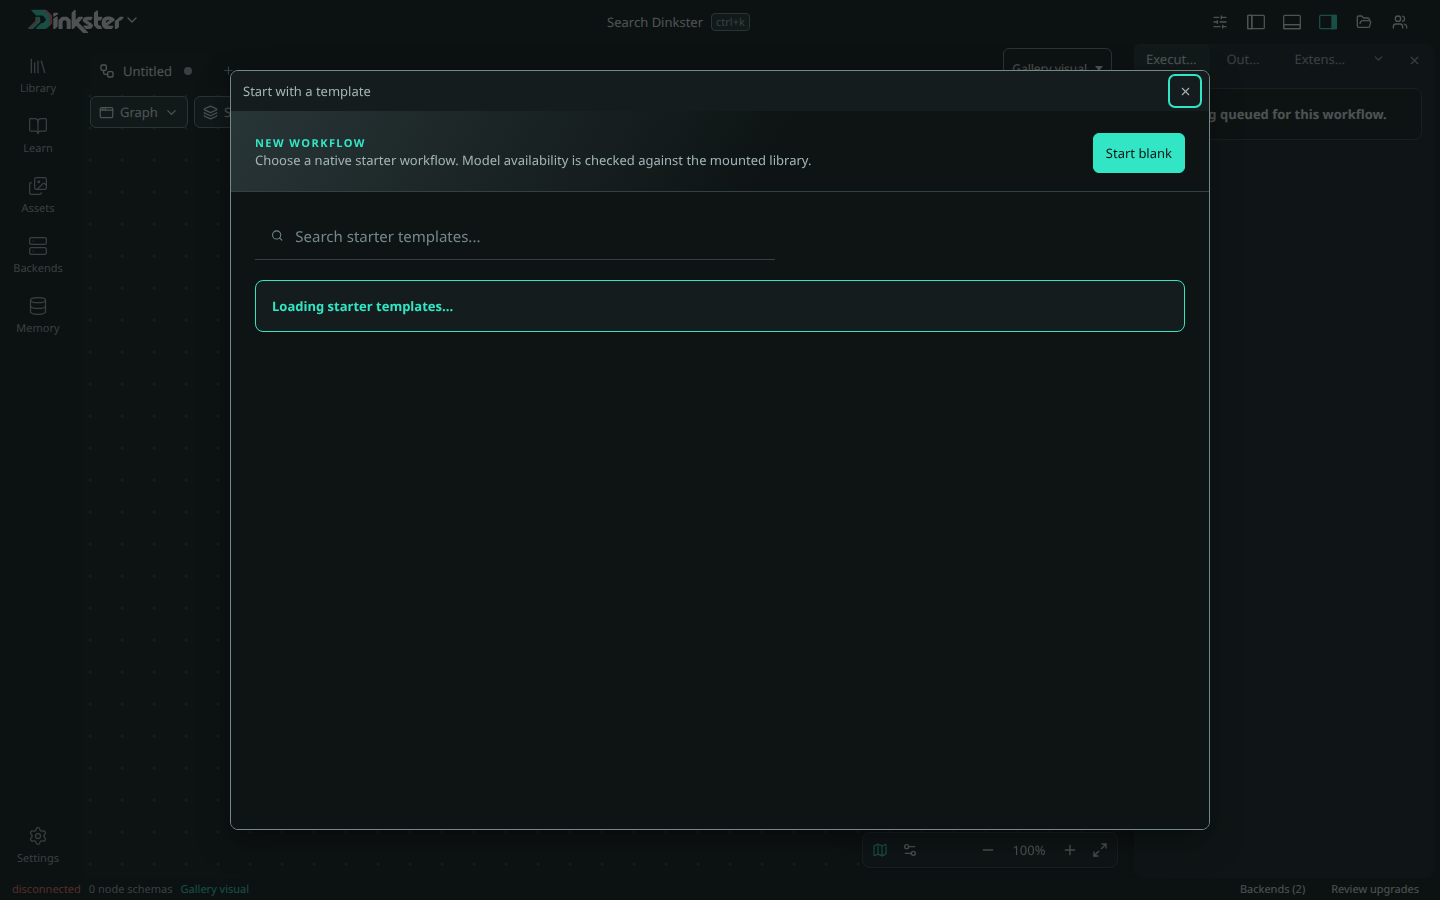 Dinkster
Search Dinkster ctrl+k
Library
Learn
Assets
Backends
Memory
Settings
Untitled
Graph
Gallery visual
Execut...
Out...
Extens...
queued for this workflow.
Start with a template
NEW WORKFLOW
Choose a native starter workflow. Model availability is checked against the mounted library.
Start blank
Search starter templates...
Loading starter templates...
100%
disconnected 0 node schemas Gallery visual
Backends (2) Review upgrades